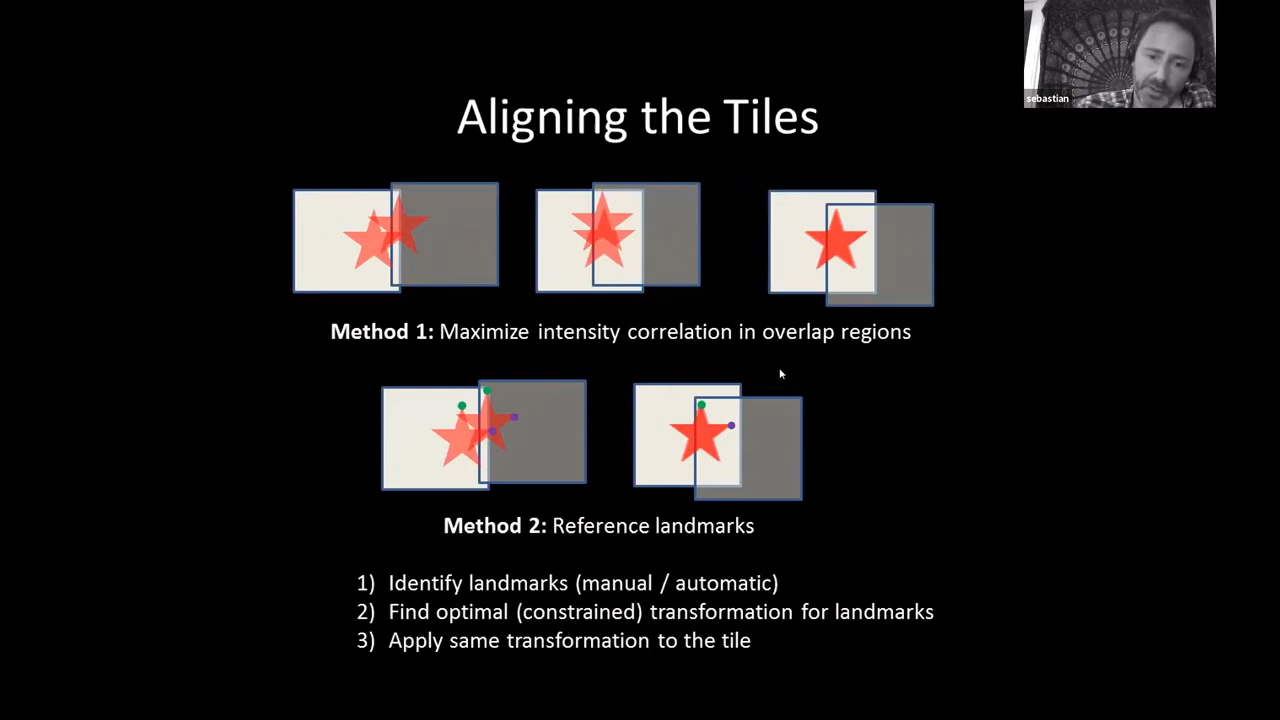 sebastian
Aligning the Tiles
Method 1: Maximize intensity correlation in overlap regions
Method 2: Reference landmarks
1) Identify landmarks (manual / automatic)
2) Find optimal (constrained) transformation for landmarks
3) Apply same transformation to the tile